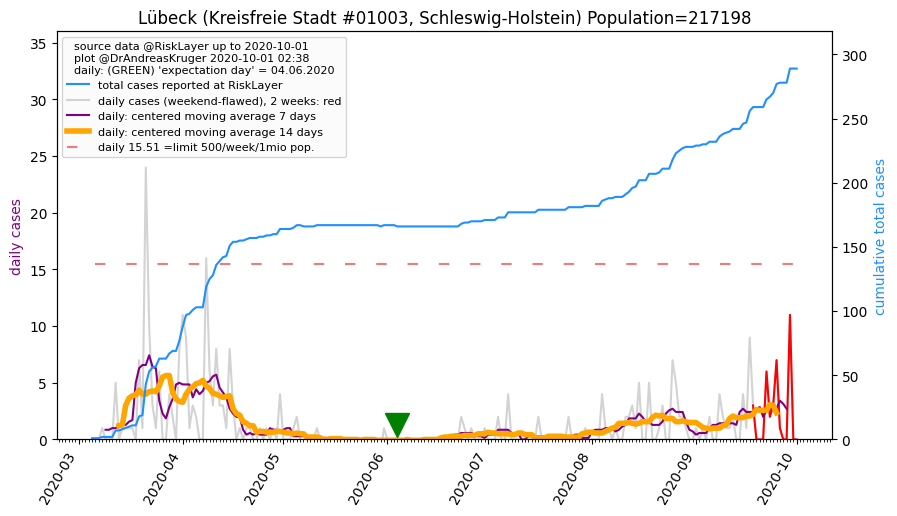 Lübeck (Kreisfreie Stadt #01003, Schleswig-Holstein) Population=217198
source data @RiskLayer up to 2020-10-01
plot @DrAndreasKruger 2020-10-01 02:38
daily: (GREEN) 'expectation day' = 04.06.2020
total cases reported at RiskLayer
daily cases (weekend-flawed), 2 weeks: red
daily: centered moving average 7 days
daily: centered moving average 14 days
daily 15.51 =limit 500/week/1mio pop.
daily cases
35
30
25
20
15
10
5
0
cumulative total cases
300
250
200
150
100
50
0
2020-03
2020-04
2020-05
2020-06
2020-07
2020-08
2020-09
2020-10